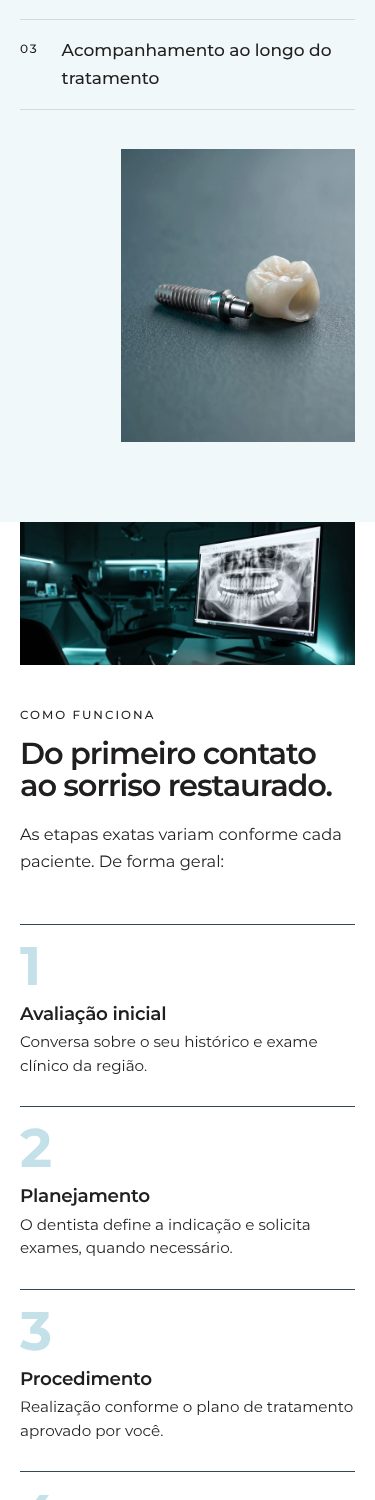 03 Acompanhamento ao longo do
tratamento
COMO FUNCIONA
Do primeiro contato
ao sorriso restaurado.
As etapas exatas variam conforme cada
paciente. De forma geral:
1
Avaliação inicial
Conversa sobre o seu histórico e exame
clínico da região.
2
Planejamento
O dentista define a indicação e solicita
exames, quando necessário.
3
Procedimento
Realização conforme o plano de tratamento
aprovado por você.